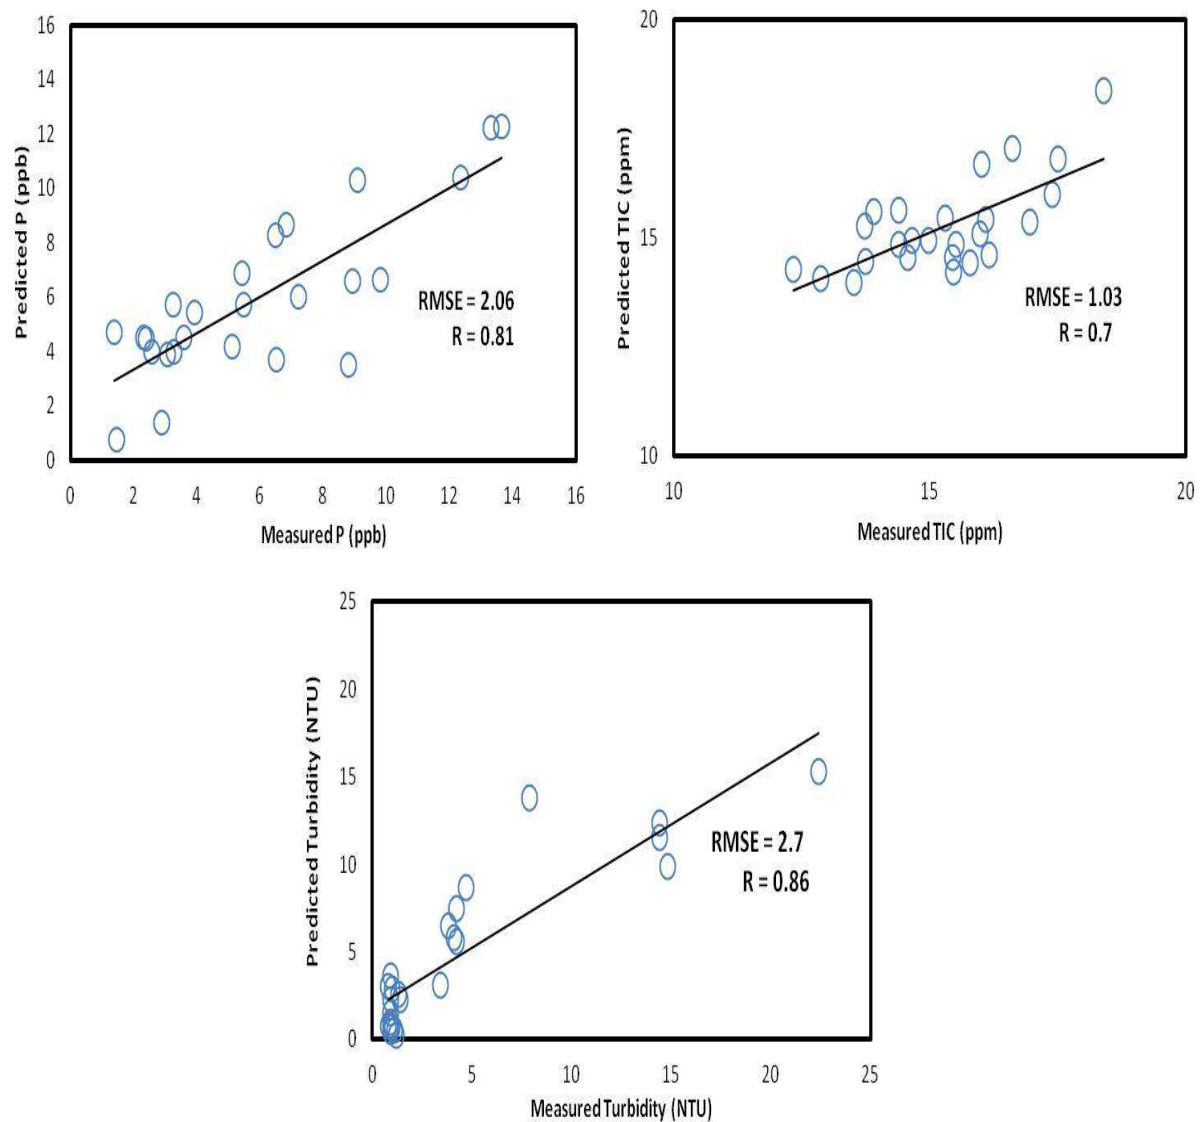 16
14
12
10
8
6
4
2
0
Predicted P (ppb)
RMSE = 2.06
R = 0.81
0 2 4 6 8 10 12 14 16
Measured P (ppb)
20
15
10
Predicted TIC (ppm)
RMSE = 1.03
R = 0.7
10 15 20
Measured TIC (ppm)
25
20
15
10
5
0
Predicted Turbidity (NTU)
RMSE = 2.7
R = 0.86
0 5 10 15 20 25
Measured Turbidity (NTU)